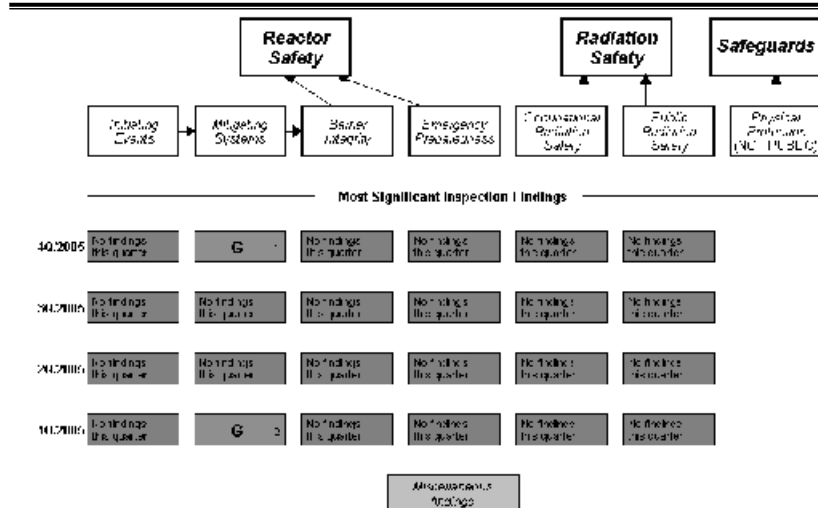 Reactor
Safety
Radiation
Safety
Safeguards
Initiating
Events
Mitigating
Systems
Barrier
Integrity
Emergency
Preparedness
Occupational
Radiation
Safety
Public
Radiation
Safety
Physical
Protection
(NOT PUBLIC)
Most Significant Inspection Findings
4Q/2005
No findings
this quarter
G 1
No findings
this quarter
No findings
this quarter
No findings
this quarter
No findings
this quarter
3Q/2005
No findings
this quarter
No findings
this quarter
No findings
this quarter
No findings
this quarter
No findings
this quarter
No findings
this quarter
2Q/2005
No findings
this quarter
No findings
this quarter
No findings
this quarter
No findings
this quarter
No findings
this quarter
No findings
this quarter
1Q/2005
No findings
this quarter
G
No findings
this quarter
No findings
this quarter
No findings
this quarter
No findings
this quarter
Miscellaneous
findings